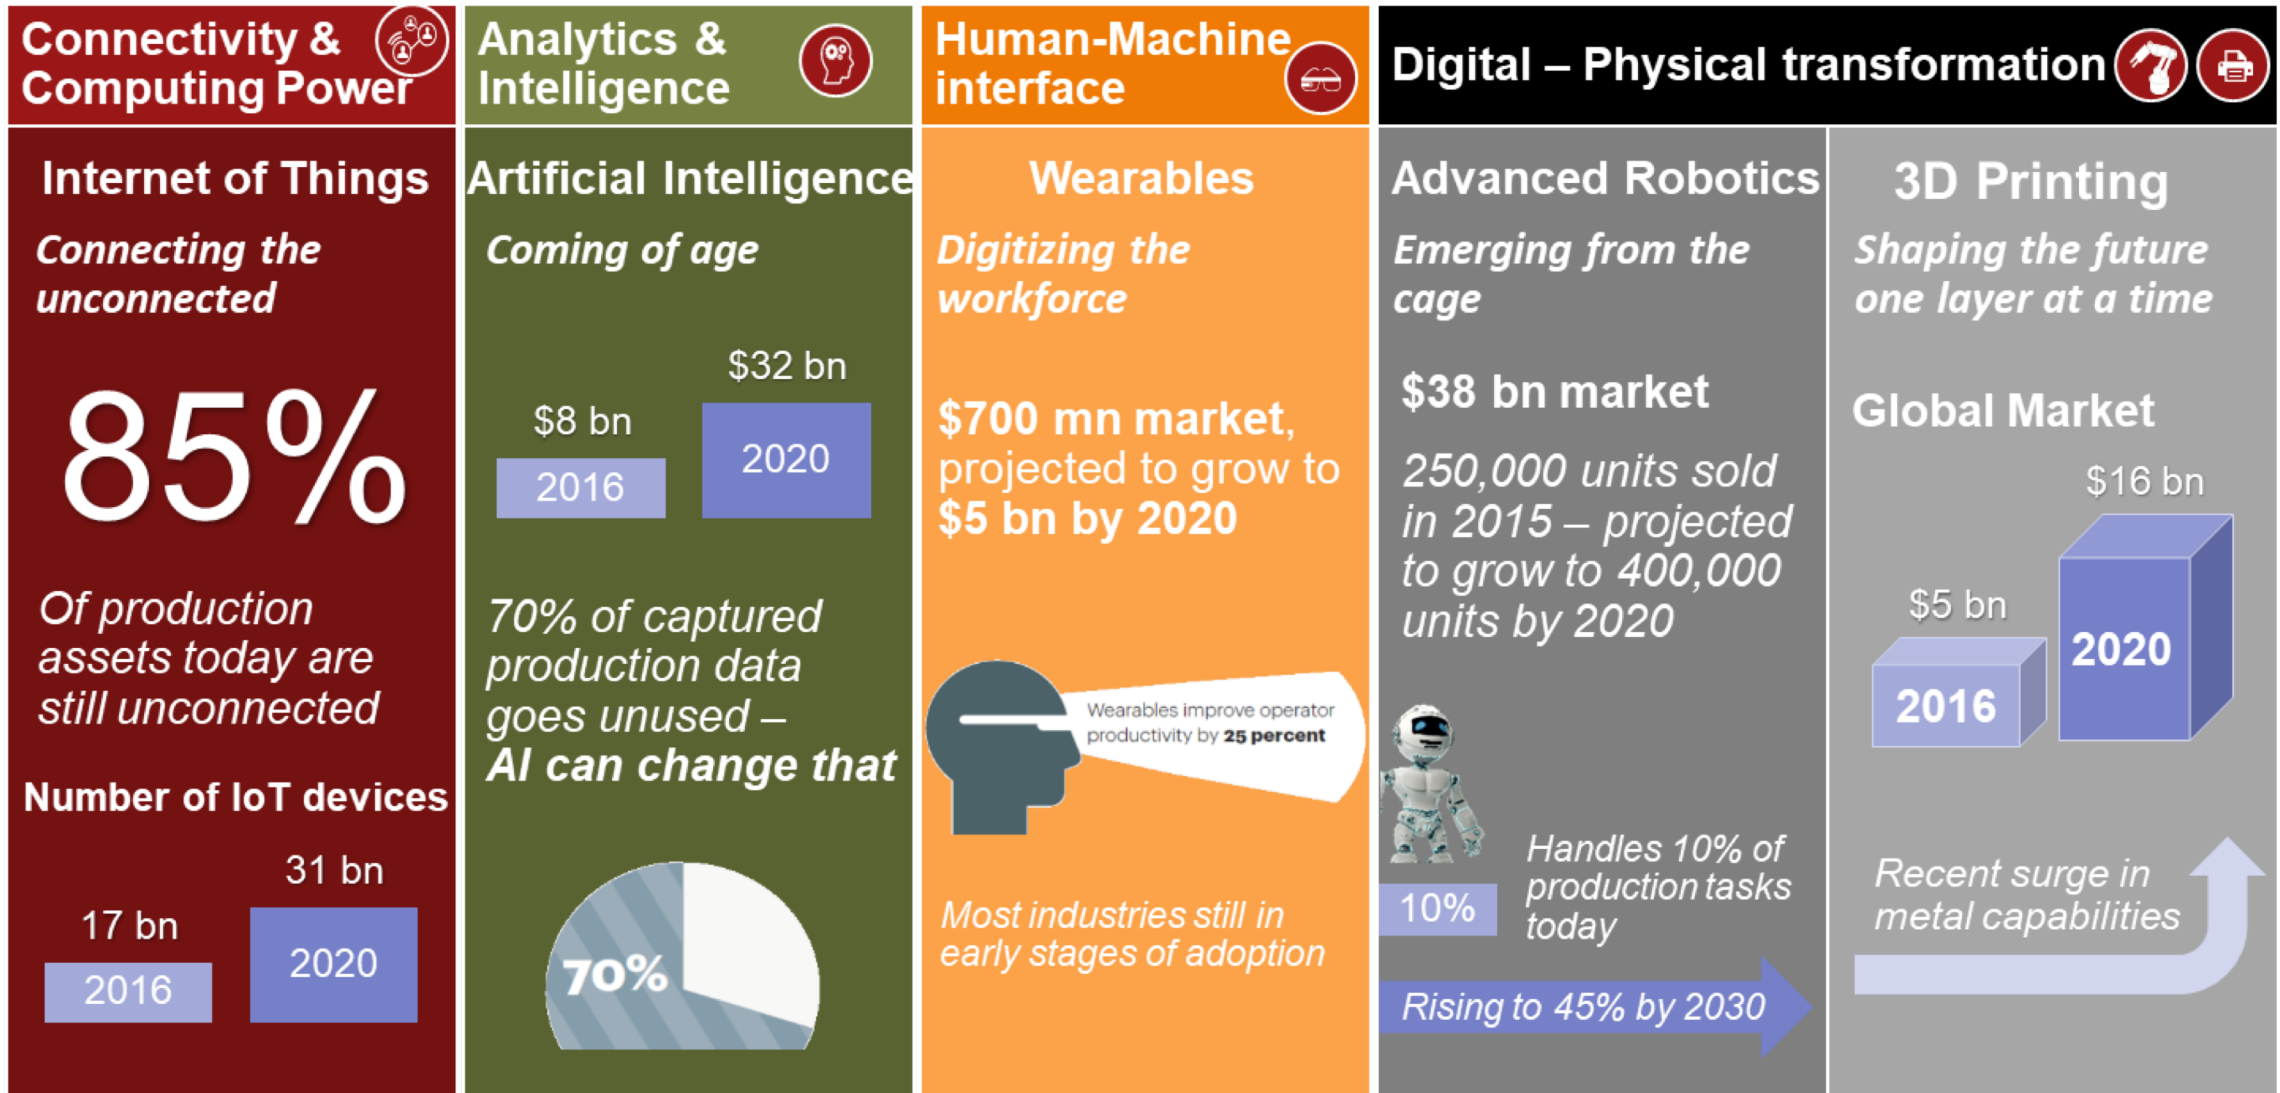 Connectivity &
Computing Power
Internet of Things
Connecting the
unconnected
85%
Of production
assets today are
still unconnected
Number of IoT devices
17 bn
2016
31 bn
2020
Analytics &
Intelligence
Artificial Intelligence
Coming of age
$8 bn
2016
$32 bn
2020
70% of captured
production data
goes unused –
AI can change that
70%
Human-Machine
interface
Wearables
Digitizing the
workforce
$700 mn market,
projected to grow to
$5 bn by 2020
Wearables improve operator
productivity by 25 percent
Most industries still in
early stages of adoption
Digital – Physical transformation
Advanced Robotics
Emerging from the
cage
$38 bn market
250,000 units sold
in 2015 – projected
to grow to 400,000
units by 2020
10%
Handles 10% of
production tasks
today
Rising to 45% by 2030
3D Printing
Shaping the future
one layer at a time
Global Market
$5 bn
2016
$16 bn
2020
Recent surge in
metal capabilities